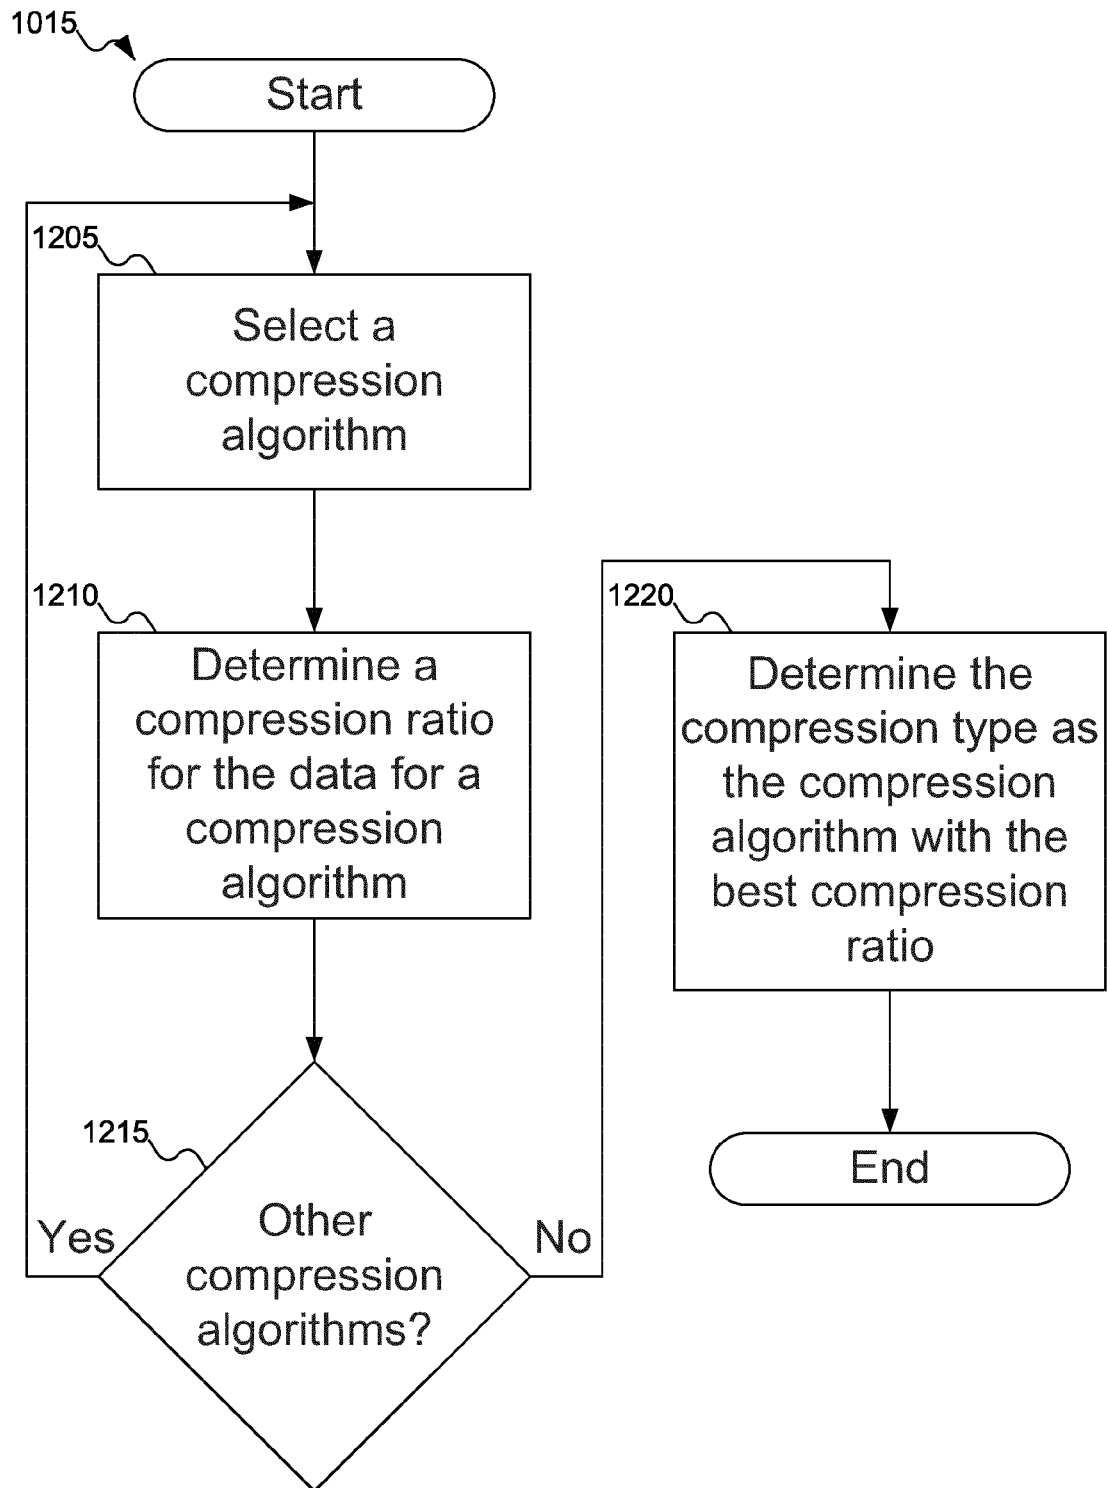 1015
Start
1205
Select a
compression
algorithm
1210
Determine a
compression ratio
for the data for a
compression
algorithm
1215
Other
compression
algorithms?
Yes
No
1220
Determine the
compression type as
the compression
algorithm with the
best compression
ratio
End